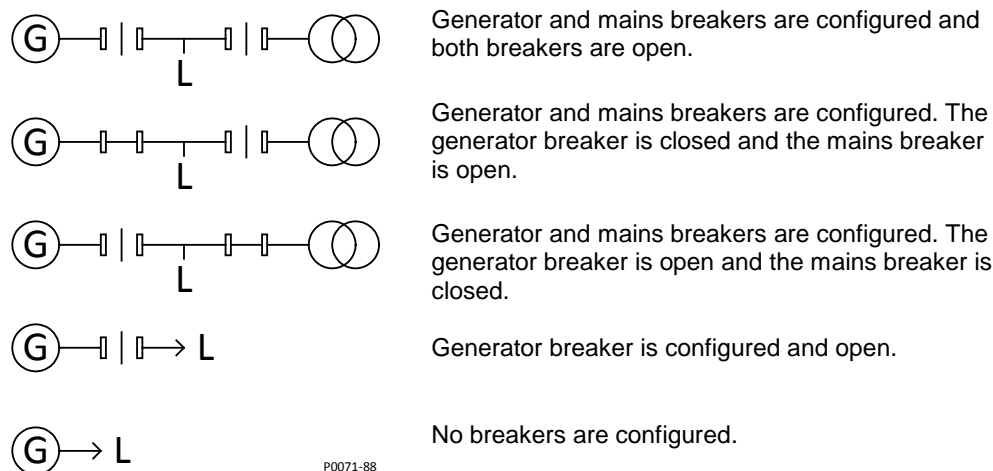 G
L
Generator and mains breakers are configured and
both breakers are open.
G
L
Generator and mains breakers are configured. The
generator breaker is closed and the mains breaker
is open.
G
L
Generator and mains breakers are configured. The
generator breaker is open and the mains breaker is
closed.
G L
Generator breaker is configured and open.
G L
No breakers are configured.
P0071-88